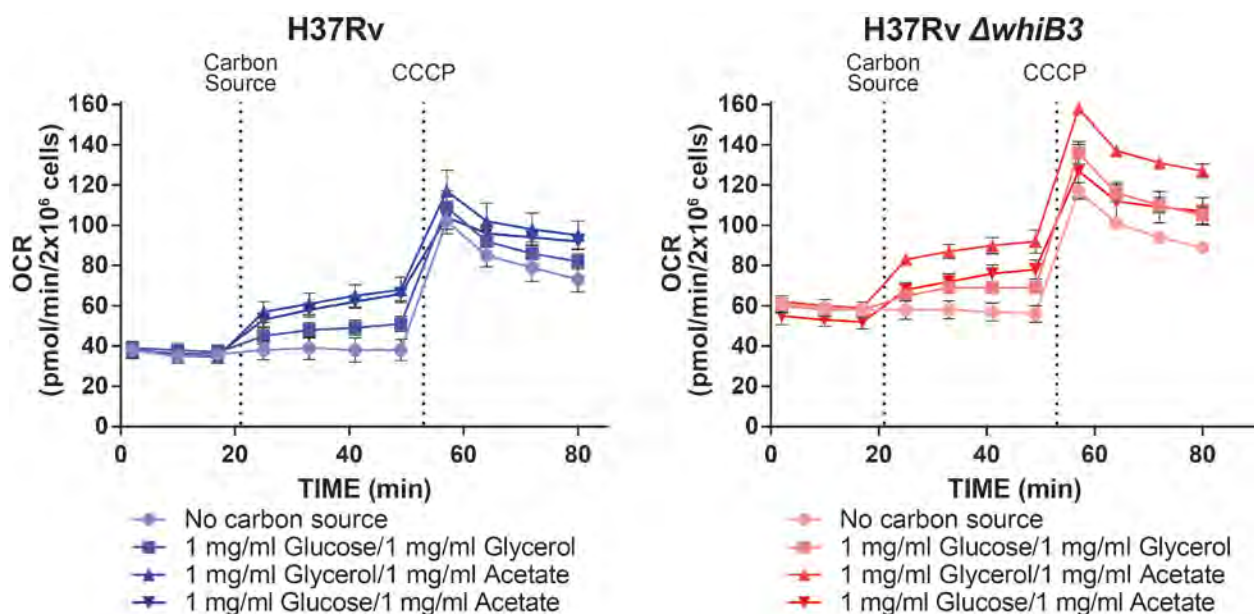 H37Rv
Carbon
Source
CCCP
160
140
120
100
80
60
40
20
0
OCR
(pmol/min/2x10⁶ cells)
0
20
40
60
80
TIME (min)
No carbon source
1 mg/ml Glucose/1 mg/ml Glycerol
1 mg/ml Glycerol/1 mg/ml Acetate
1 mg/ml Glucose/1 mg/ml Acetate
H37Rv ΔwhiB3
Carbon
Source
CCCP
160
140
120
100
80
60
40
20
0
OCR
(pmol/min/2x10⁶ cells)
0
20
40
60
80
TIME (min)
No carbon source
1 mg/ml Glucose/1 mg/ml Glycerol
1 mg/ml Glycerol/1 mg/ml Acetate
1 mg/ml Glucose/1 mg/ml Acetate